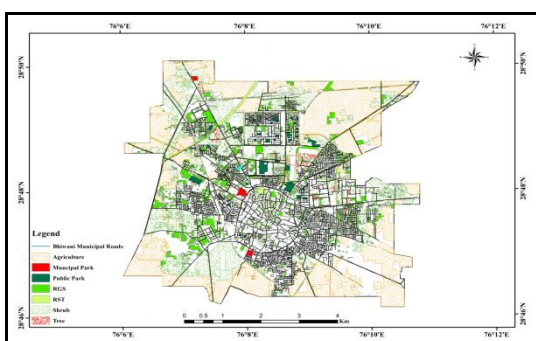 76°6'E 76°8'E 76°10'E 76°12'E
28°50'N 28°50'N
28°48'N 28°48'N
Legend
Bhiwani Municipal Roads
Agriculture
Muncipal Park
Public Park
RGS
RST
Shrub
Tree
28°46'N 28°46'N
0 0.5 1 2 3 4
Km
76°6'E 76°8'E 76°10'E 76°12'E